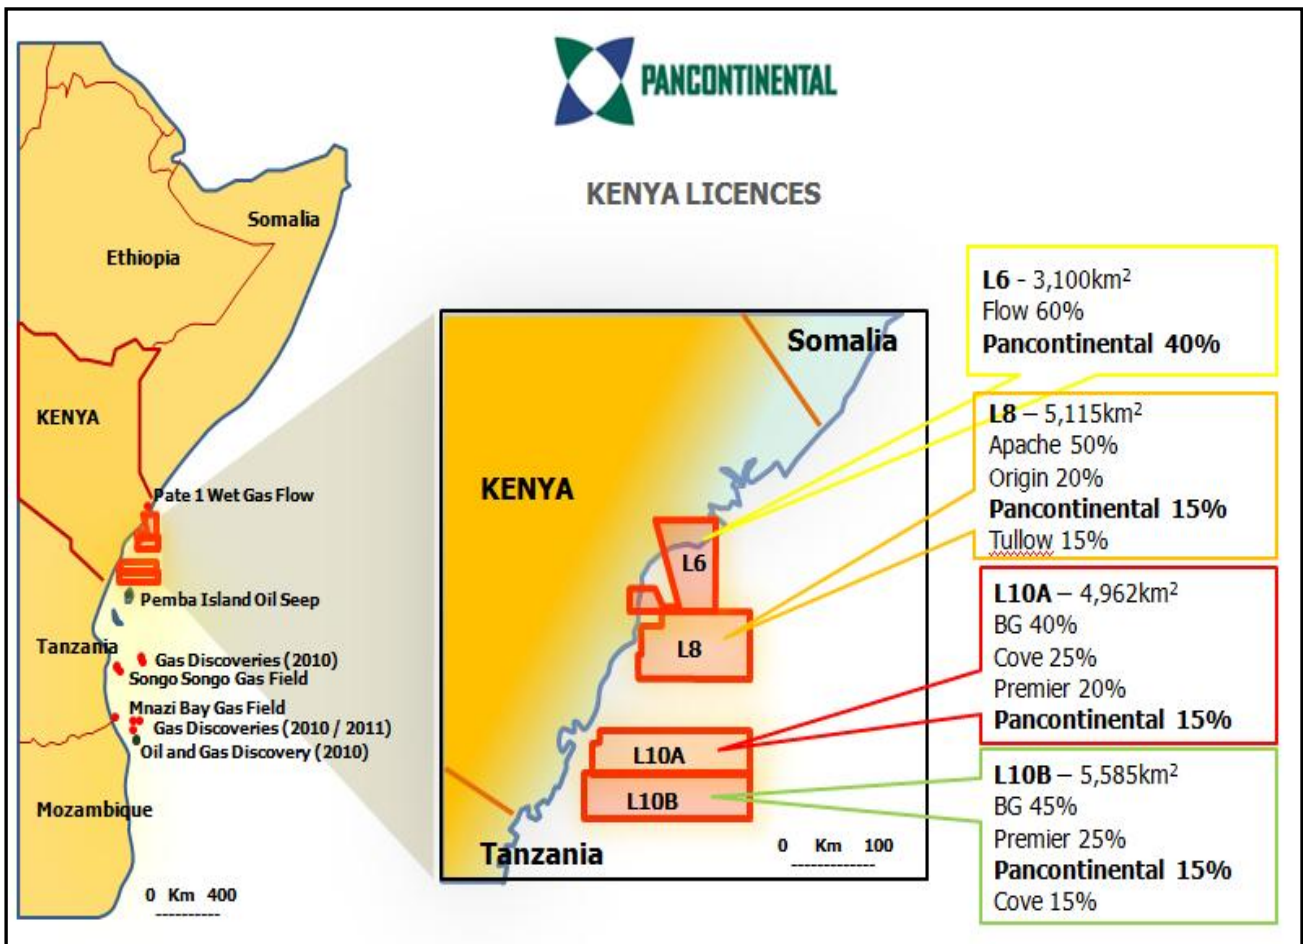 PANCONTINENTAL
KENYA LICENCES
Somalia
Ethiopia
KENYA
Pate 1 Wet Gas Flow
Pemba Island Oil Seep
Tanzania
Gas Discoveries (2010)
Songo Songo Gas Field
Mnazi Bay Gas Field
Gas Discoveries (2010 / 2011)
Oil and Gas Discovery (2010)
Mozambique
0 Km 400
Somalia
KENYA
L6
L8
L10A
L10B
Tanzania
0 Km 100
L6 - 3,100km²
Flow 60%
Pancontinental 40%
L8 – 5,115km²
Apache 50%
Origin 20%
Pancontinental 15%
Tullow 15%
L10A – 4,962km²
BG 40%
Cove 25%
Premier 20%
Pancontinental 15%
L10B – 5,585km²
BG 45%
Premier 25%
Pancontinental 15%
Cove 15%